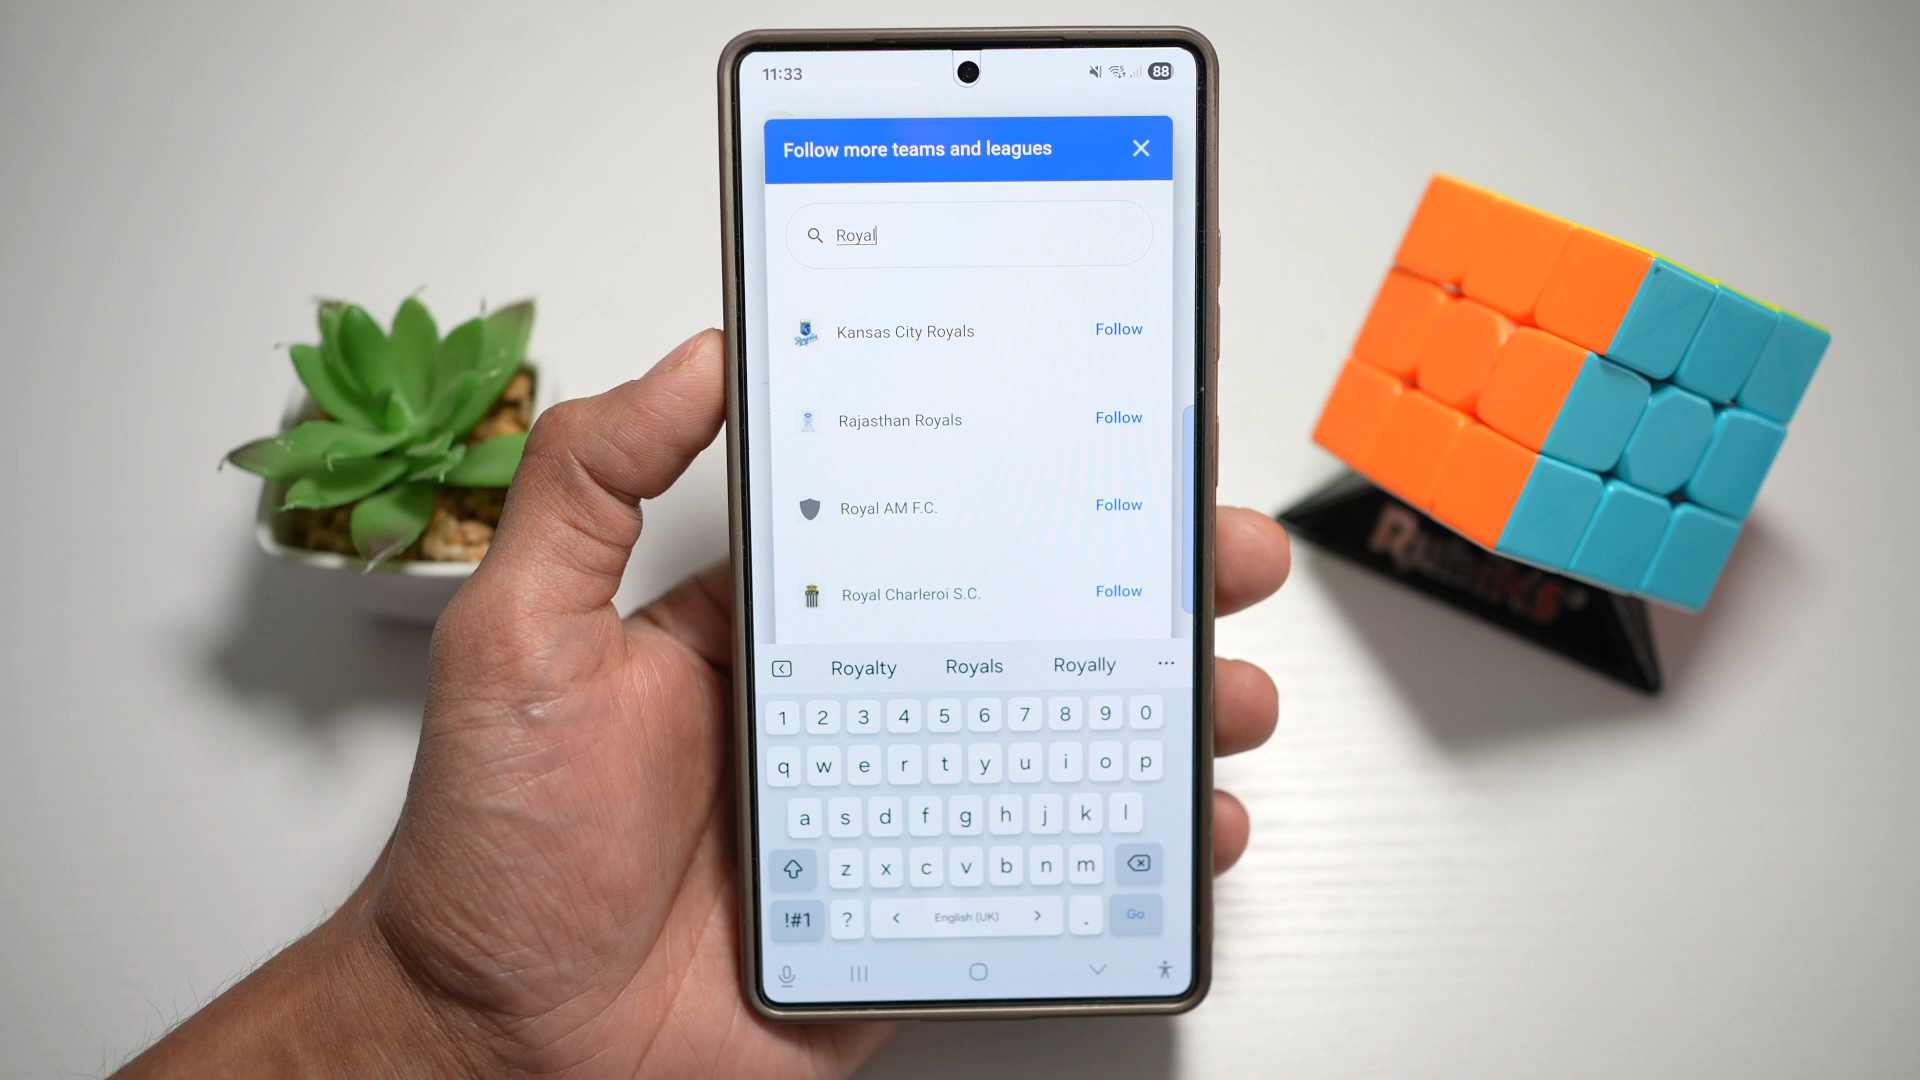 11:33
88
Follow more teams and leagues
Royal
Kansas City Royals Follow
Rajasthan Royals Follow
Royal AM F.C. Follow
Royal Charleroi S.C. Follow
Royalty Royals Royally
1 2 3 4 5 6 7 8 9 0
q w e r t y u i o p
a s d f g h j k l
z x c v b n m
!#1 ? < English (UK) > . Go